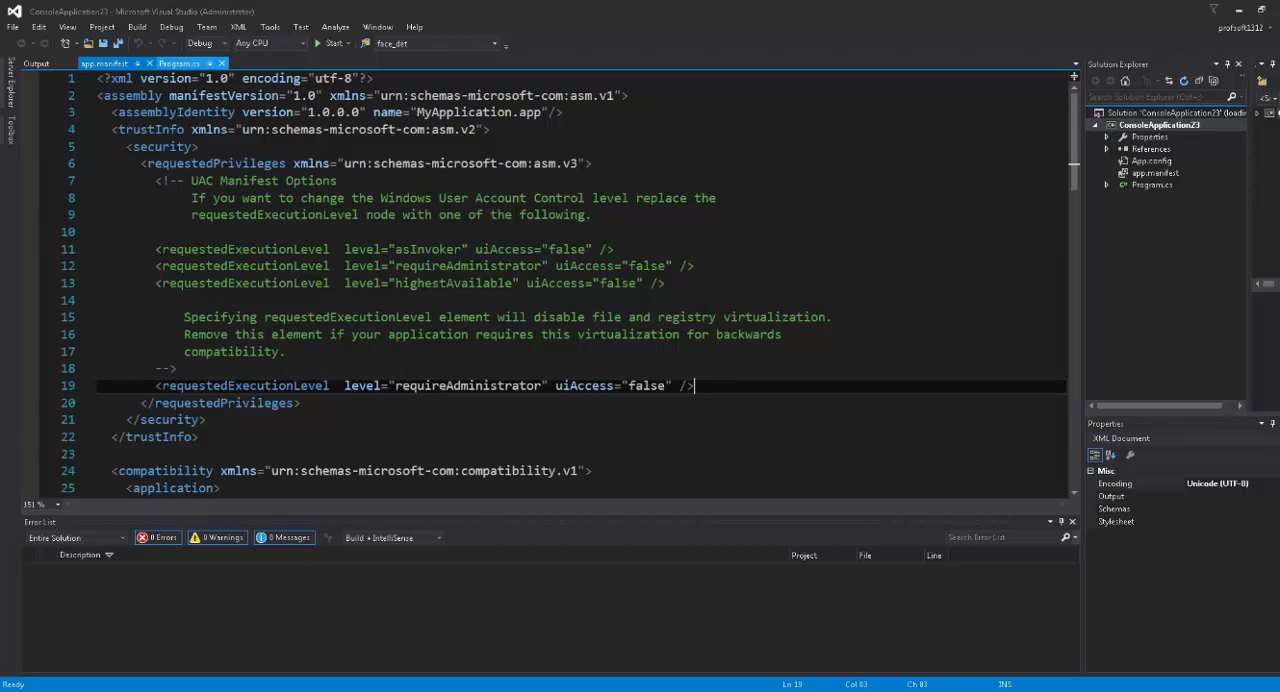 ConsoleApplication23 - Microsoft Visual Studio (Administrator)
File Edit View Project Build Debug Team XML Tools Test Analyze Window Help
profsoft1312
Debug Any CPU Start face_det
Server Explorer
Toolbox
Output app.manifest Program.cs
1 <?xml version="1.0" encoding="utf-8"?>
2 <assembly manifestVersion="1.0" xmlns="urn:schemas-microsoft-com:asm.v1">
3 <assemblyIdentity version="1.0.0.0" name="MyApplication.app"/>
4 <trustInfo xmlns="urn:schemas-microsoft-com:asm.v2">
5 <security>
6 <requestedPrivileges xmlns="urn:schemas-microsoft-com:asm.v3">
7 <!-- UAC Manifest Options
8 If you want to change the Windows User Account Control level replace the
9 requestedExecutionLevel node with one of the following.
10
11 <requestedExecutionLevel level="asInvoker" uiAccess="false" />
12 <requestedExecutionLevel level="requireAdministrator" uiAccess="false" />
13 <requestedExecutionLevel level="highestAvailable" uiAccess="false" />
14
15 Specifying requestedExecutionLevel element will disable file and registry virtualization.
16 Remove this element if your application requires this virtualization for backwards
17 compatibility.
18 -->
19 <requestedExecutionLevel level="requireAdministrator" uiAccess="false" />
20 </requestedPrivileges>
21 </security>
22 </trustInfo>
23
24 <compatibility xmlns="urn:schemas-microsoft-com:compatibility.v1">
25 <application>
151 %
Solution Explorer
Search Solution Explorer (Ctrl+;)
Solution 'ConsoleApplication23' (loadin
ConsoleApplication23
Properties
References
App.config
app.manifest
Program.cs
Properties
XML Document
Misc
Encoding Unicode (UTF-8)
Output
Schemas
Stylesheet
Error List
Entire Solution 0 Errors 0 Warnings 0 Messages Build + IntelliSense Search Error List
Description Project File Line
Ready Ln 19 Col 83 Ch 83 INS